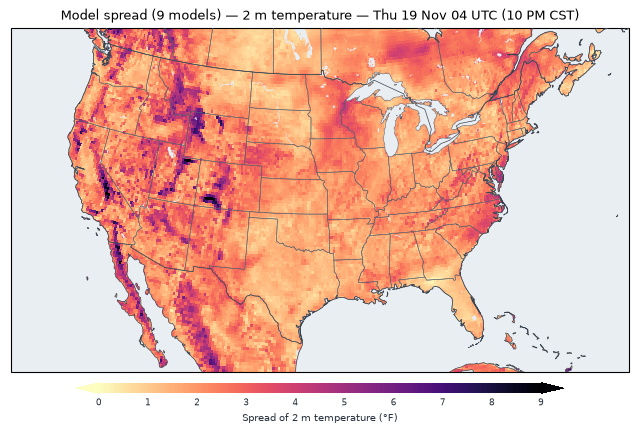 Model spread (9 models) — 2 m temperature — Thu 19 Nov 04 UTC (10 PM CST)
0 1 2 3 4 5 6 7 8 9
Spread of 2 m temperature (°F)